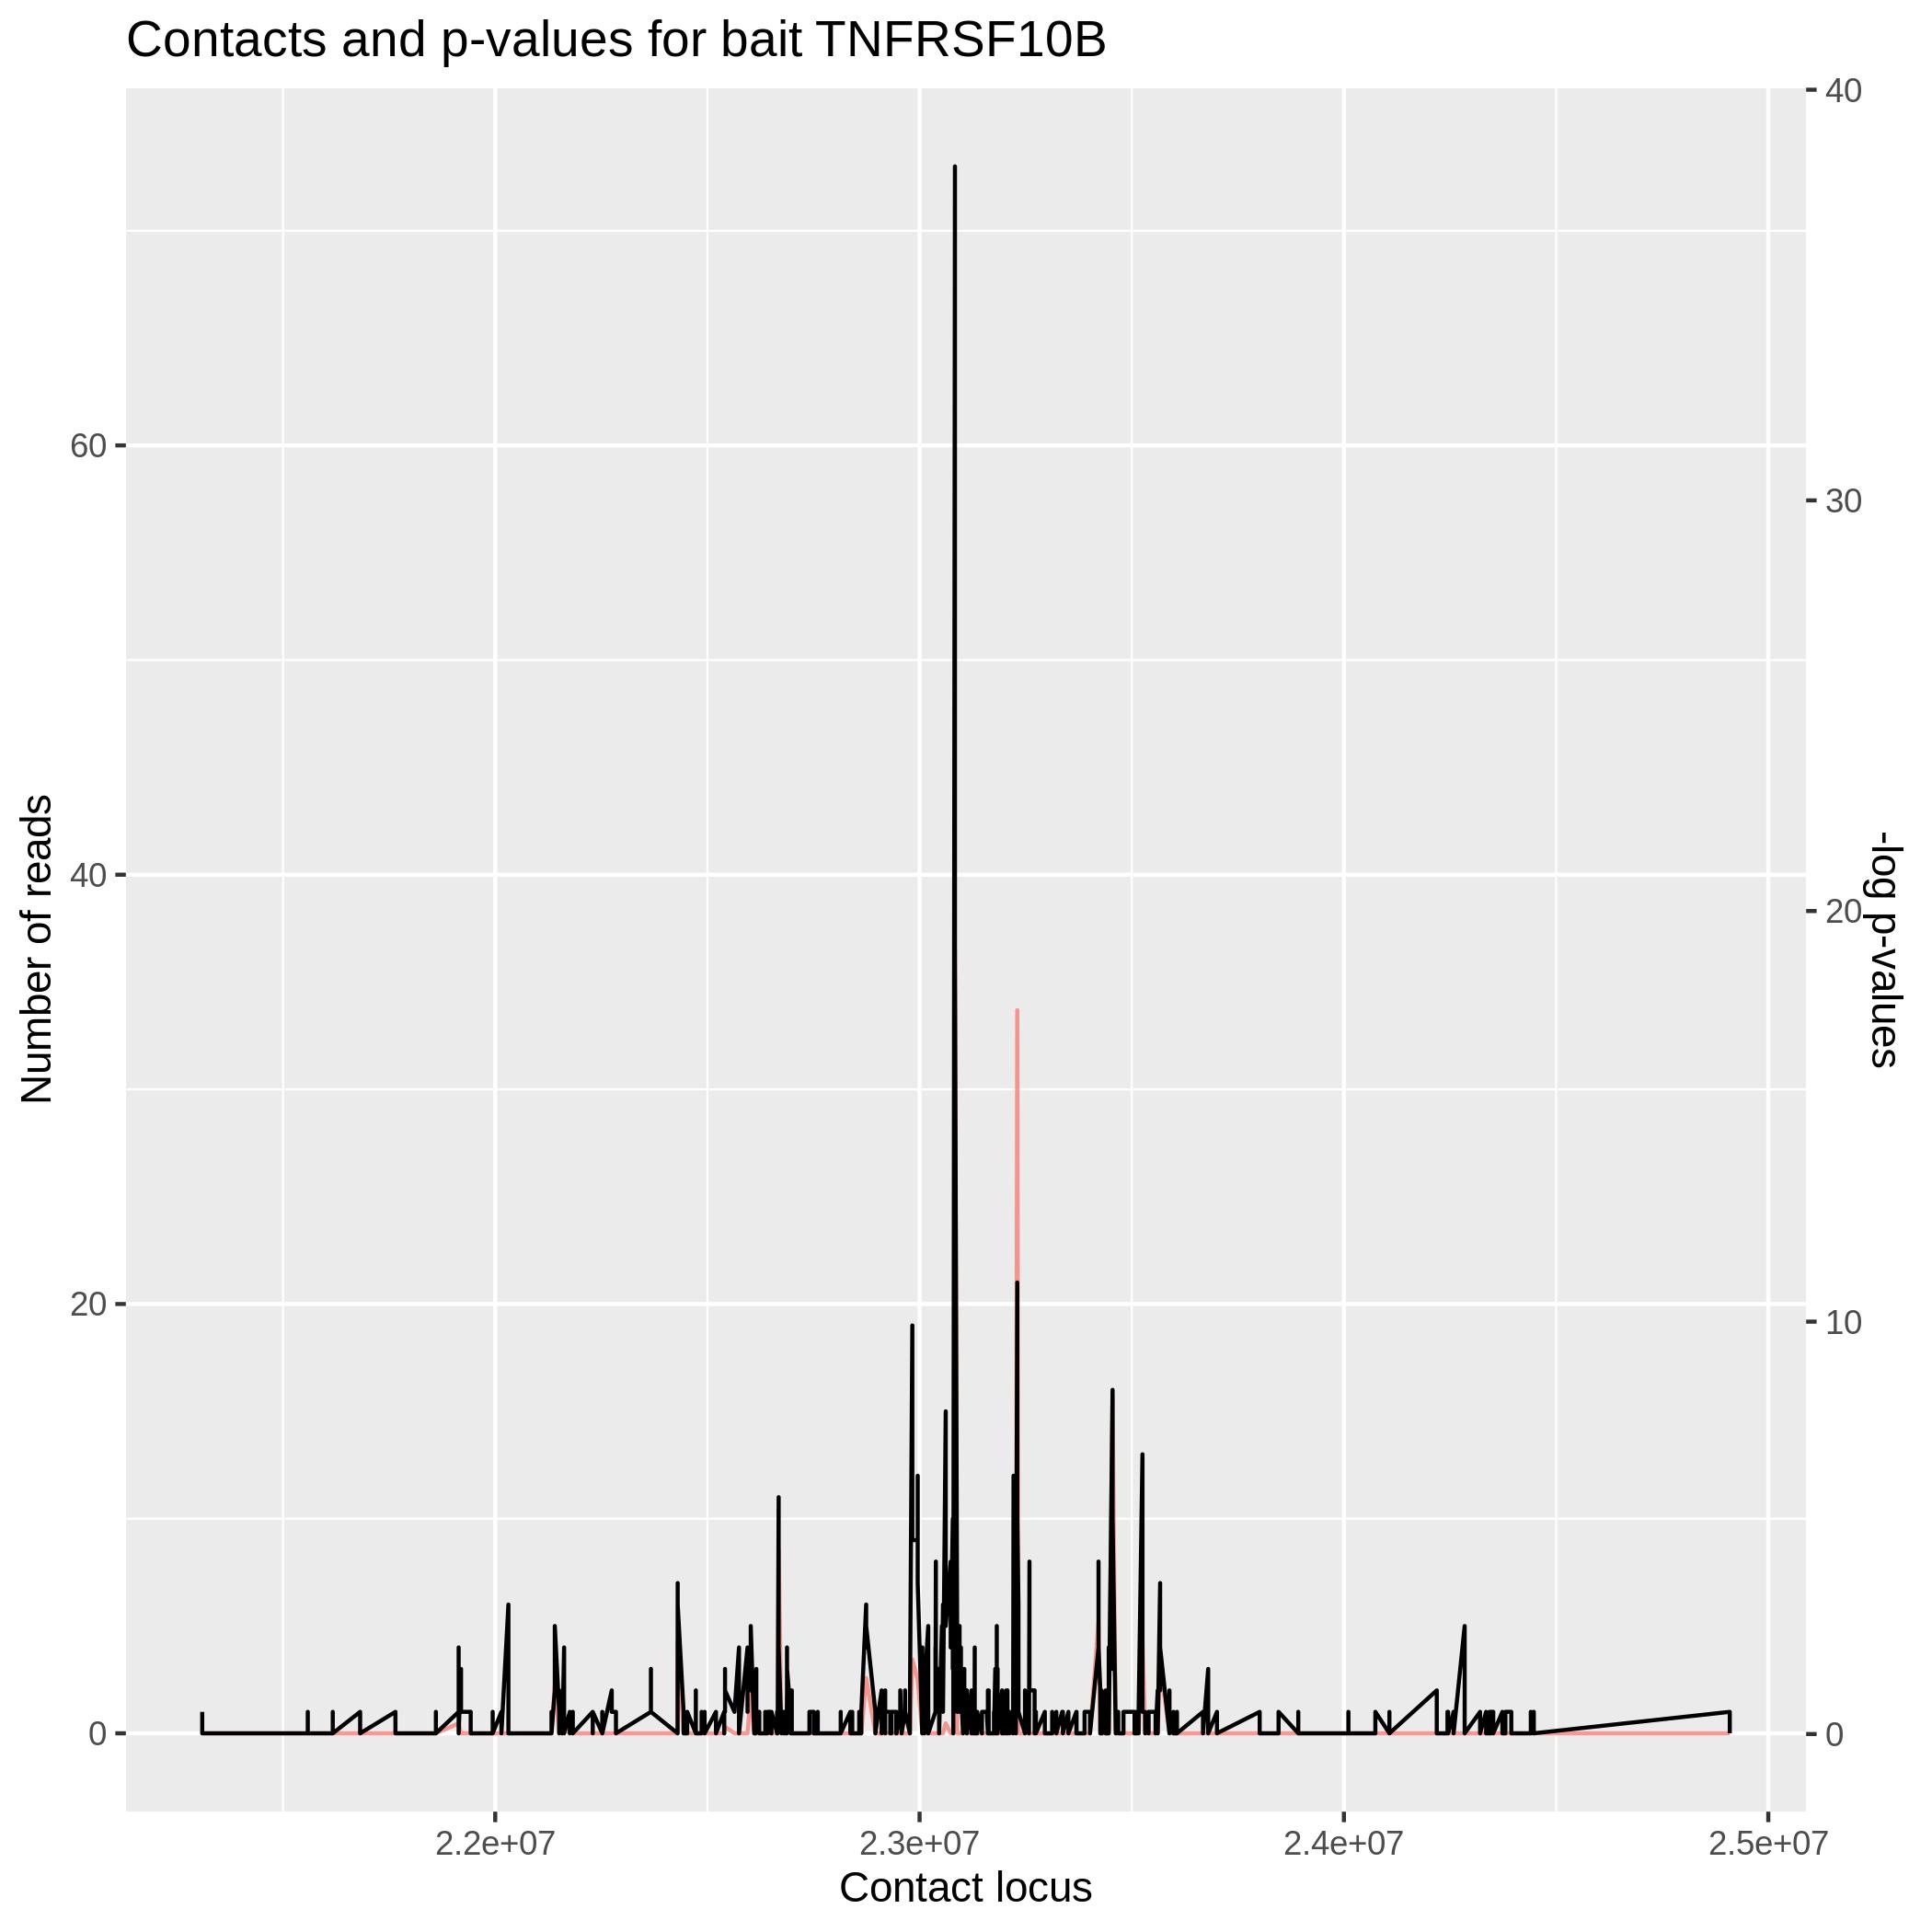 Contacts and p-values for bait TNFRSF10B
Number of reads
60
40
20
0
40
30
20
10
0
-log p-values
2.2e+07
2.3e+07
2.4e+07
2.5e+07
Contact locus